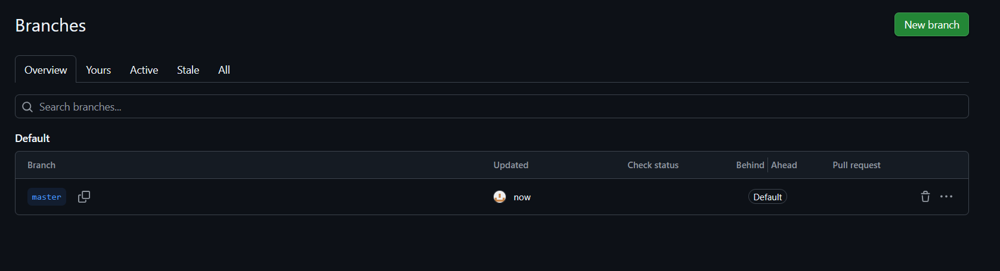 Branches
New branch
Overview Yours Active Stale All
Search branches...
Default
Branch Updated Check status Behind Ahead Pull request
master now Default